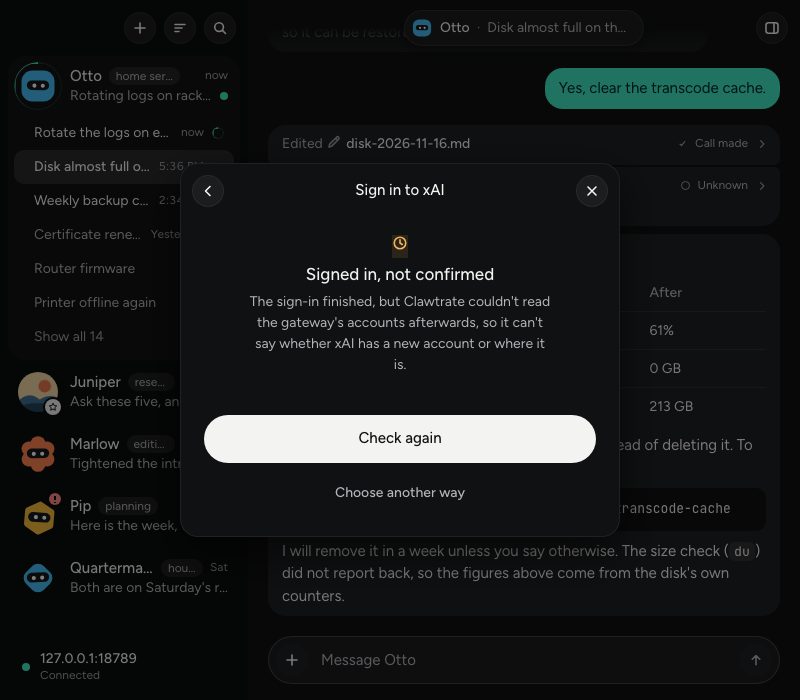 so it can be restore
Otto · Disk almost full on th...
Otto home ser... now
Rotating logs on rack...
Yes, clear the transcode cache.
Rotate the logs on e... now
Disk almost full o... 5:36 PM
Weekly backup c... 2:34
Certificate rene... Yeste
Router firmware
Printer offline again
Show all 14
Edited disk-2026-11-16.md
Call made
Unknown
Sign in to xAI
Signed in, not confirmed
The sign-in finished, but Clawtrate couldn't read
the gateway's accounts afterwards, so it can't
say whether xAI has a new account or where it
is.
Check again
Choose another way
After
61%
0 GB
213 GB
ead of deleting it. To
transcode-cache
Juniper rese...
Ask these five, an
Marlow editi...
Tightened the intr
Pip planning
Here is the week,
Quarterma... hou... Sat
Both are on Saturday's r...
I will remove it in a week unless you say otherwise. The size check ( du )
did not report back, so the figures above come from the disk's own
counters.
127.0.0.1:18789
Connected
Message Otto